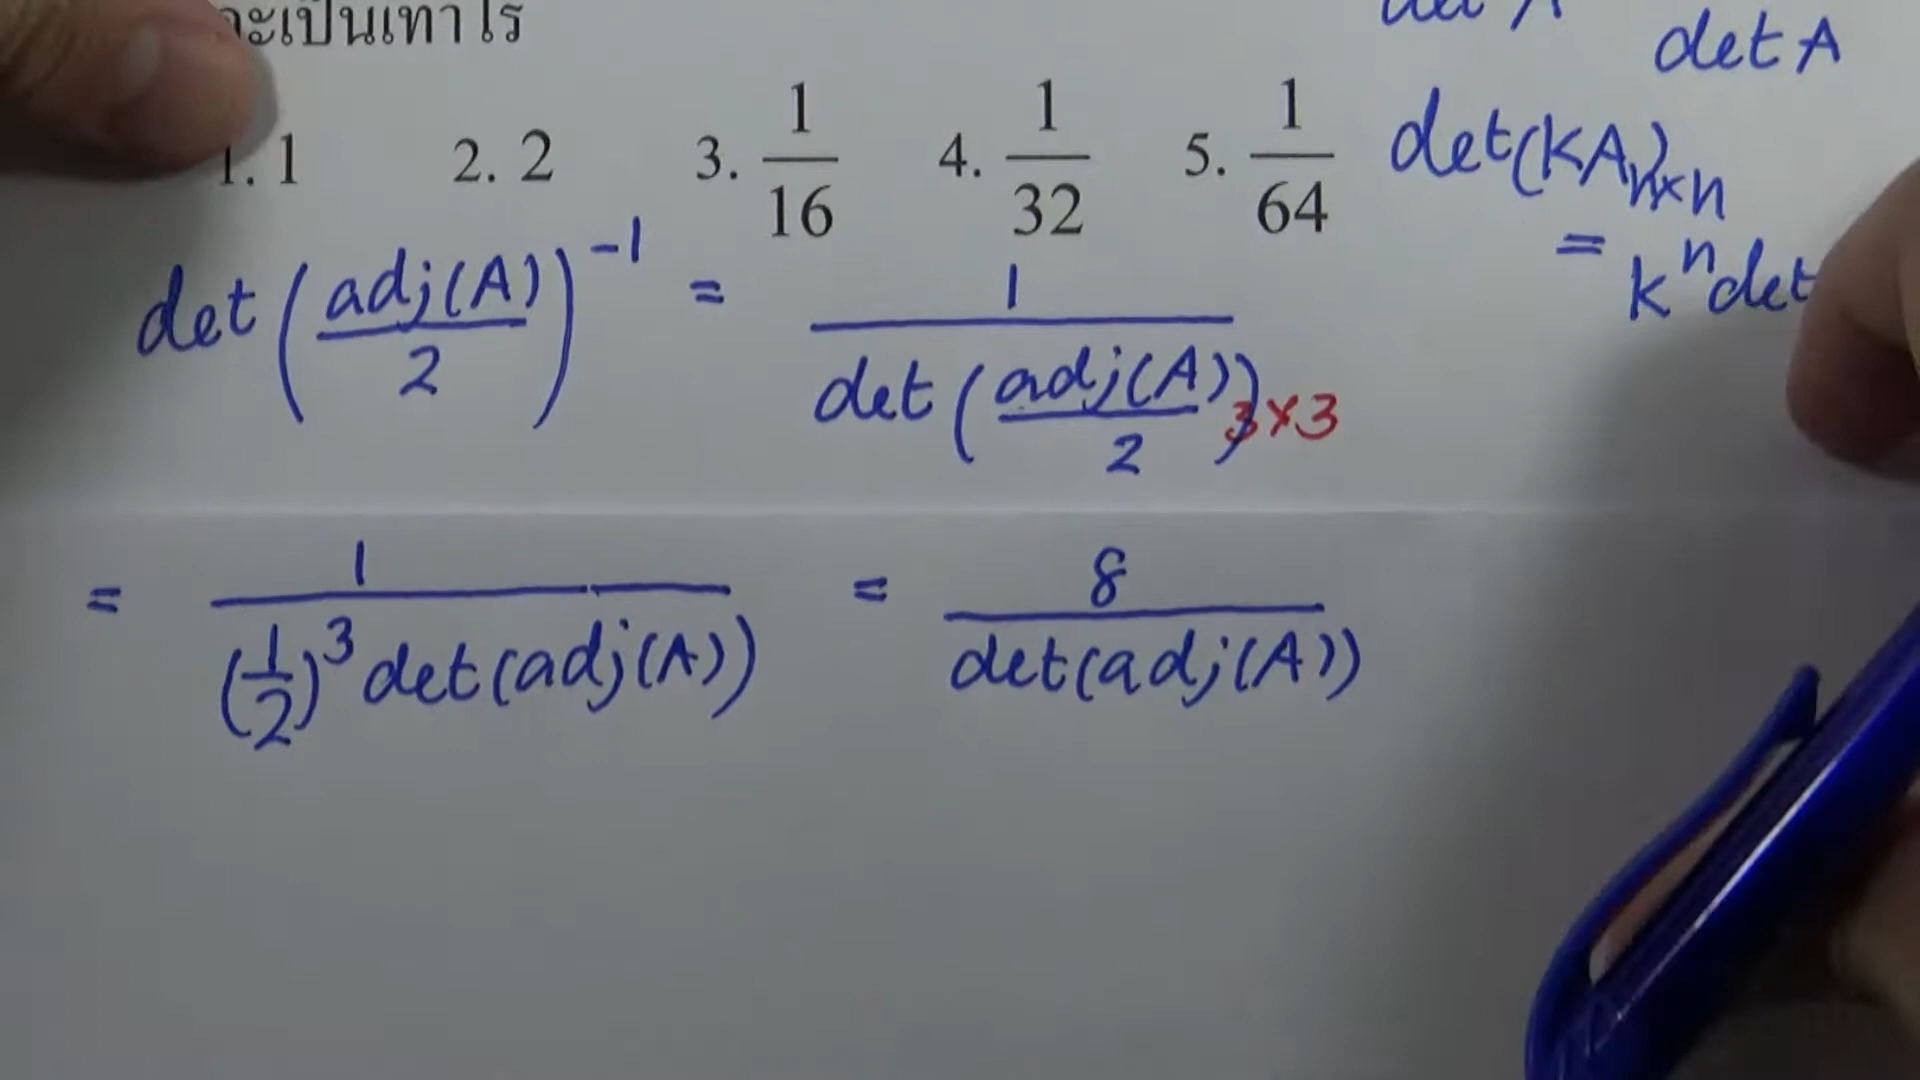 จะเป็นเท่าไร
det A
1. 1 2. 2 3. 1/16 4. 1/32 5. 1/64
det(KA)n×n
= kⁿdet
det(adj(A)/2)⁻¹ = 1/det(adj(A)/2)3×3
= 1/((1/2)³det(adj(A))) = 8/det(adj(A))